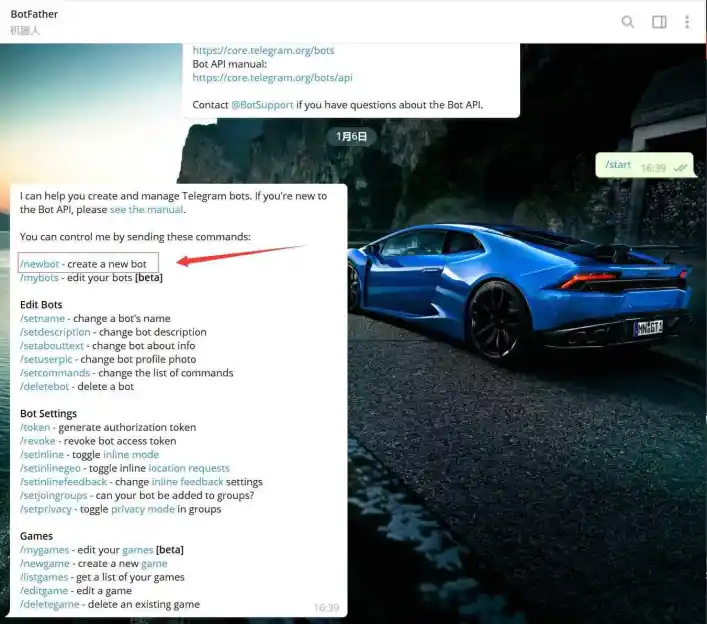 BotFather
机器人
https://core.telegram.org/bots
Bot API manual:
https://core.telegram.org/bots/api
Contact @BotSupport if you have questions about the Bot API.
1月6日
/start 16:39
I can help you create and manage Telegram bots. If you're new to
the Bot API, please see the manual.
You can control me by sending these commands:
/newbot - create a new bot
/mybots - edit your bots [beta]
Edit Bots
/setname - change a bot's name
/setdescription - change bot description
/setabouttext - change bot about info
/setuserpic - change bot profile photo
/setcommands - change the list of commands
/deletebot - delete a bot
Bot Settings
/token - generate authorization token
/revoke - revoke bot access token
/setinline - toggle inline mode
/setinlinegeo - toggle inline location requests
/setinlinefeedback - change inline feedback settings
/setjoingroups - can your bot be added to groups?
/setprivacy - toggle privacy mode in groups
Games
/mygames - edit your games [beta]
/newgame - create a new game
/listgames - get a list of your games
/editgame - edit a game
/deletegame - delete an existing game
16:39